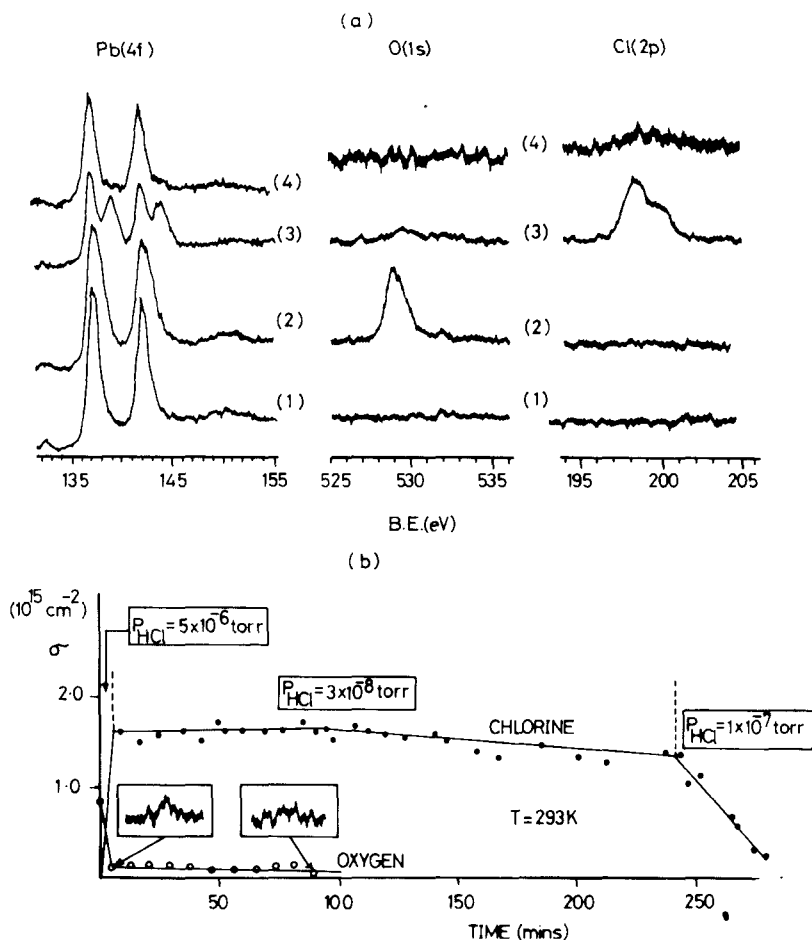 (a)
Pb(4f) O(1s) Cl(2p)
(4) (4)
(3) (3)
(2) (2)
(1) (1)
135 145 155 525 530 535 195 200 205
B.E.(eV)
(b)
(10¹⁵ cm⁻²)
σ
P_HCl = 5x10⁻⁶ torr
P_HCl = 3x10⁻⁸ torr
P_HCl = 1x10⁻⁷ torr
2·0
CHLORINE
1·0
T = 293K
OXYGEN
50 100 150 200 250
TIME (mins)